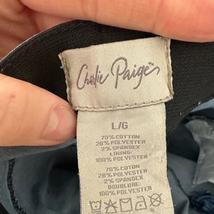 Charlie Paige
L/G
70% COTTON
28% POLYESTER
2% SPANDEX
LINING:
100% POLYESTER
70% COTON
28% POLYESTER
2% SPANDEX
DOUBLURE:
100% POLYESTER